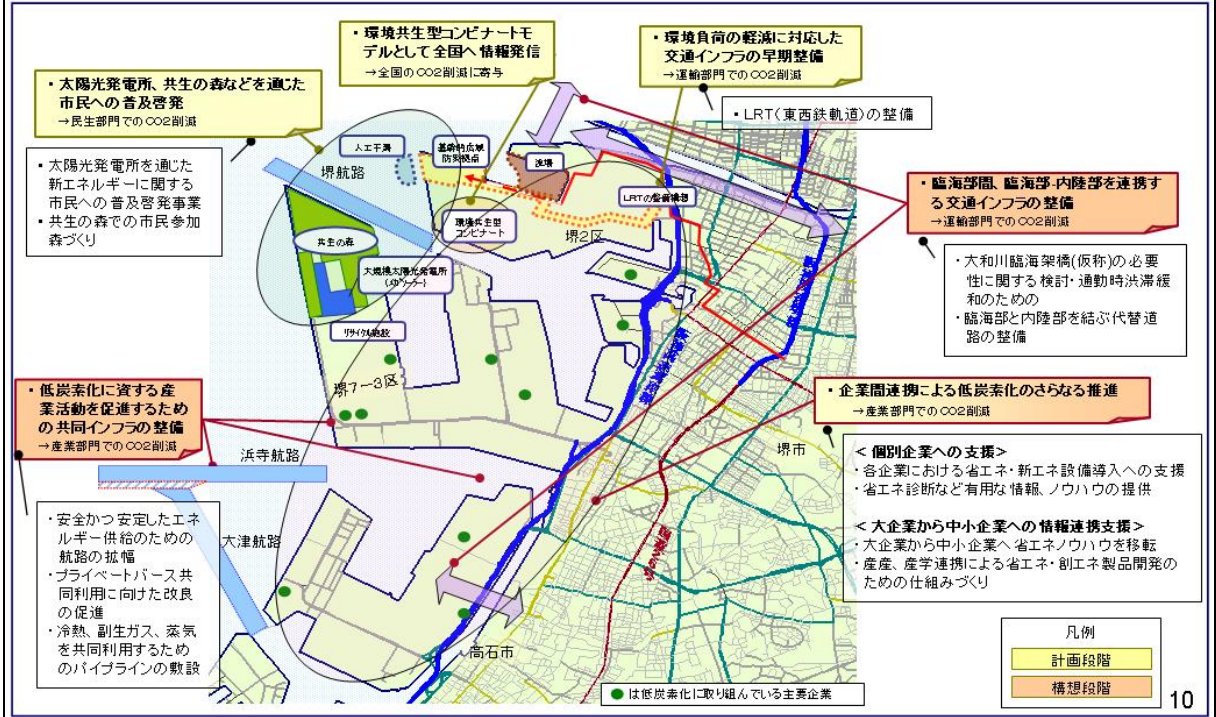 ・環境共生型コンビナートモ
デルとして全国へ情報発信
→全国のCO2削減に寄与
・環境負荷の軽減に対応した
交通インフラの早期整備
→運輸部門でのCO2削減
・太陽光発電所、共生の森などを通じた
市民への普及啓発
→民生部門でのCO2削減
・LRT(東西鉄軌道)の整備
・太陽光発電所を通じた
新エネルギーに関する
市民への普及啓発事業
・共生の森での市民参加
森づくり
堺航路
人工干潟
基幹的広域
防災拠点
LRTの整備構想
環境共生型
コンビナート
堺2区
共生の森
大規模太陽光発電所
(メガソーラー)
リサイクル施設
堺7-3区
・臨海部間、臨海部-内陸部を連携す
る交通インフラの整備
→運輸部門でのCO2削減
・大和川臨海架橋(仮称)の必要
性に関する検討・通勤時渋滞緩
和のための
・臨海部と内陸部を結ぶ代替道
路の整備
・低炭素化に資する産
業活動を促進するため
の共同インフラの整備
→産業部門でのCO2削減
浜寺航路
大津航路
・安全かつ安定したエネ
ルギー供給のための
航路の拡幅
・プライベートバース共
同利用に向けた改良
の促進
・冷熱、副生ガス、蒸気
を共同利用するため
のパイプラインの敷設
・企業間連携による低炭素化のさらなる推進
→産業部門でのCO2削減
堺市
<個別企業への支援>
・各企業における省エネ・新エネ設備導入への支援
・省エネ診断など有用な情報、ノウハウの提供
<大企業から中小企業への情報連携支援>
・大企業から中小企業へ省エネノウハウを移転
・産産、産学連携による省エネ・創エネ製品開発の
ための仕組みづくり
高石市
●は低炭素化に取り組んでいる主要企業
凡例
計画段階
構想段階
10